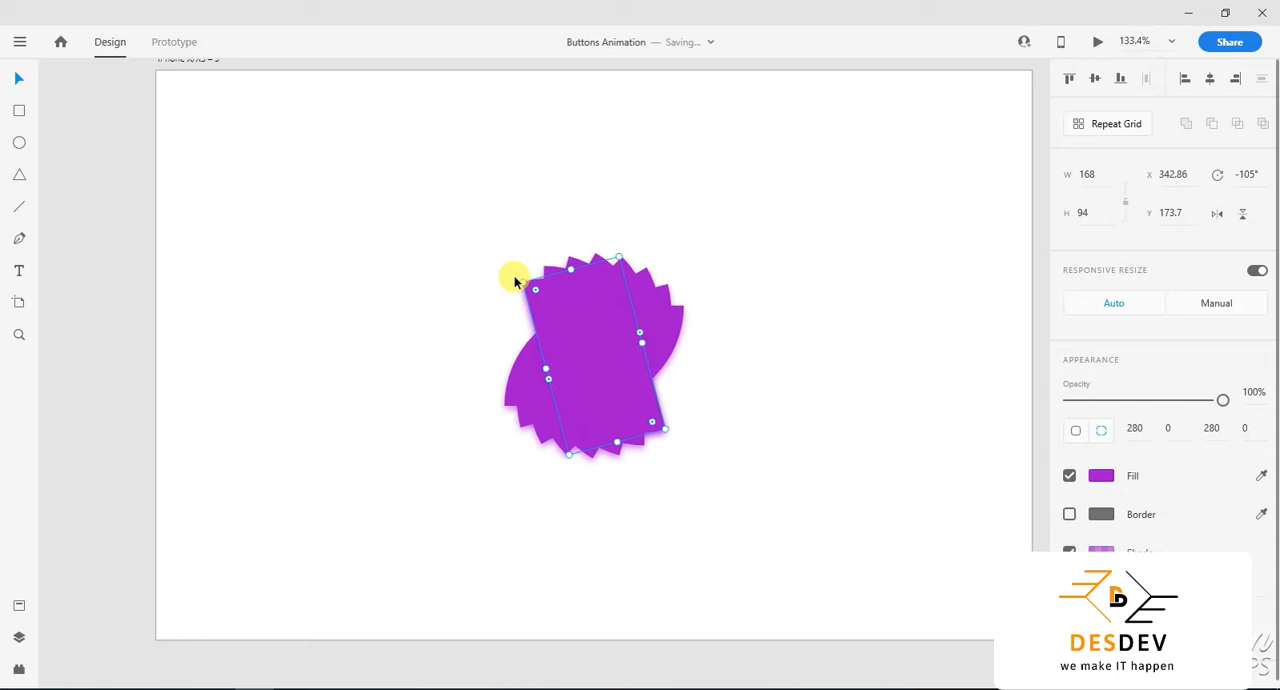 Design
Prototype
Buttons Animation — Saving...
133.4%
Share
Repeat Grid
W 168
X 342.86
-105°
H 94
Y 173.7
RESPONSIVE RESIZE
Auto
Manual
APPEARANCE
Opacity
100%
280 0 280 0
Fill
Border
DD
DESDEV
we make IT happen